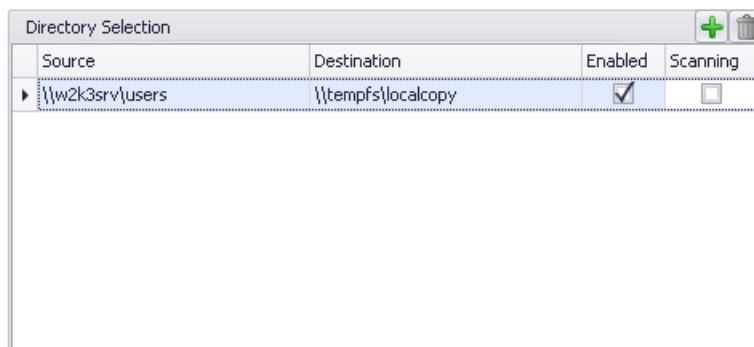 Directory Selection
Source Destination Enabled Scanning
\\w2k3srv\users \\tempfs\localcopy